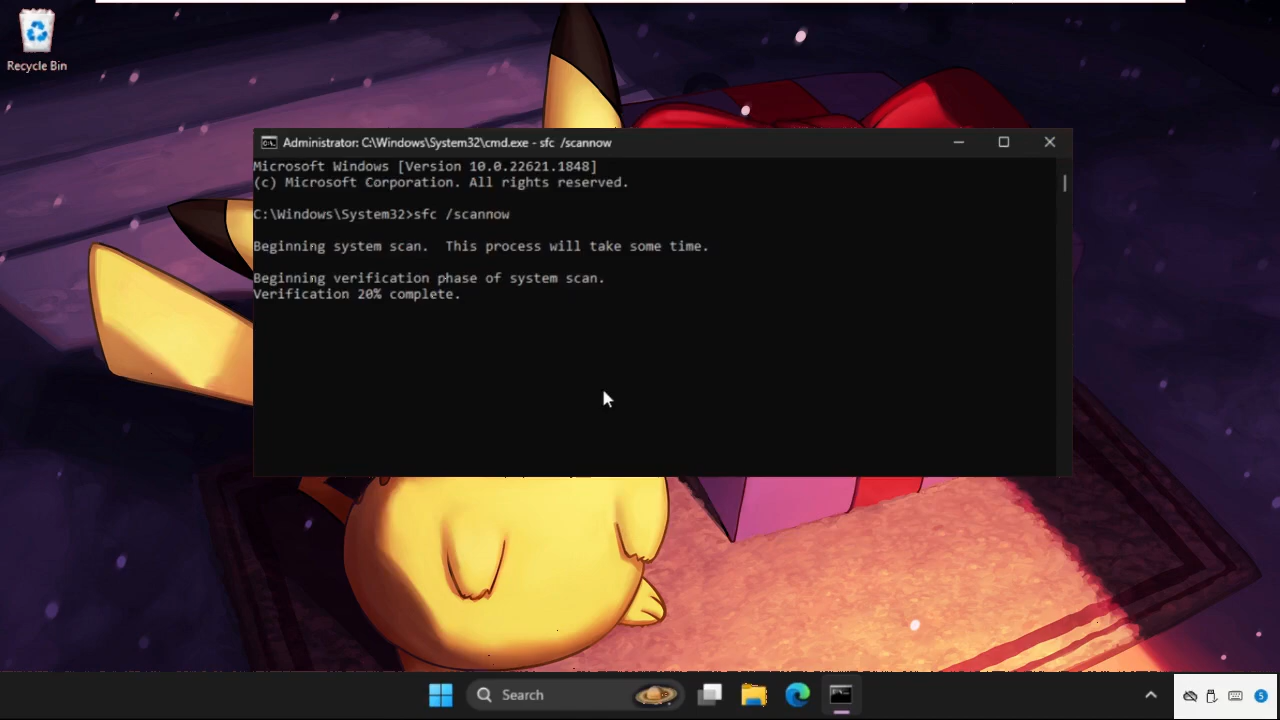 Recycle Bin
Administrator: C:\Windows\System32\cmd.exe - sfc  /scannow
Microsoft Windows [Version 10.0.22621.1848]
(c) Microsoft Corporation. All rights reserved.
C:\Windows\System32>sfc /scannow
Beginning system scan.  This process will take some time.
Beginning verification phase of system scan.
Verification 20% complete.
Search
5